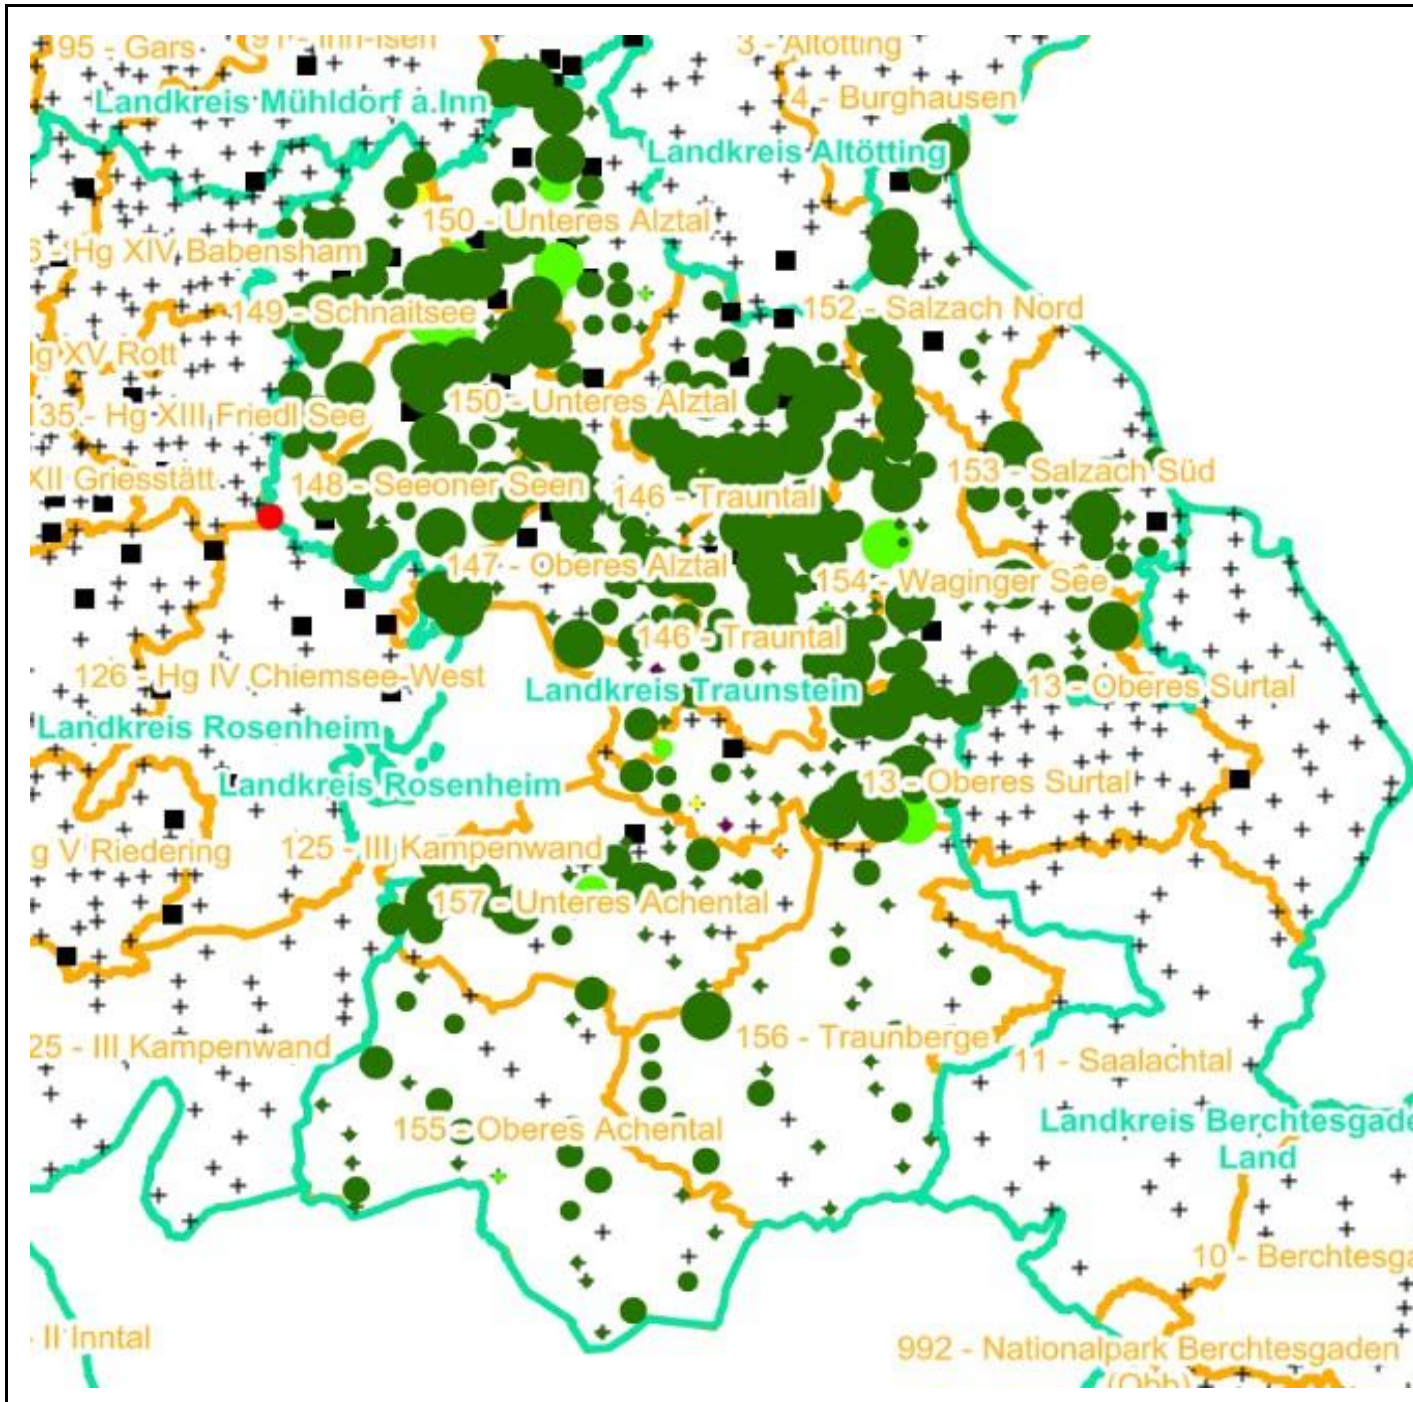 195 - Gars
91 - Inn-Isen
3 - Altötting
4 - Burghausen
Landkreis Mühldorf a.Inn
Landkreis Altötting
150 - Unteres Alztal
6 - Hg XIV Babensham
149 - Schnaitsee
152 - Salzach Nord
Hg XV Rott
150 - Unteres Alztal
135 - Hg XIII Friedl See
XII Griesstätt
148 - Seeoner Seen
146 - Trauntal
153 - Salzach Süd
147 - Oberes Alztal
154 - Waginger See
146 - Trauntal
126 - Hg IV Chiemsee-West
Landkreis Traunstein
13 - Oberes Surtal
Landkreis Rosenheim
Landkreis Rosenheim
13 - Oberes Surtal
g V Riedering
125 - III Kampenwand
157 - Unteres Achental
25 - III Kampenwand
156 - Traunberge
11 - Saalachtal
155 - Oberes Achental
Landkreis Berchtesgade
Land
10 - Berchtesga
- II Inntal
992 - Nationalpark Berchtesgaden
(Obb)